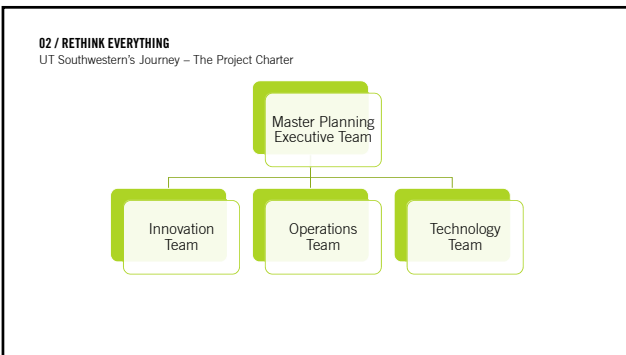 02 / RETHINK EVERYTHING
UT Southwestern's Journey – The Project Charter
Master Planning
Executive Team
Innovation
Team
Operations
Team
Technology
Team